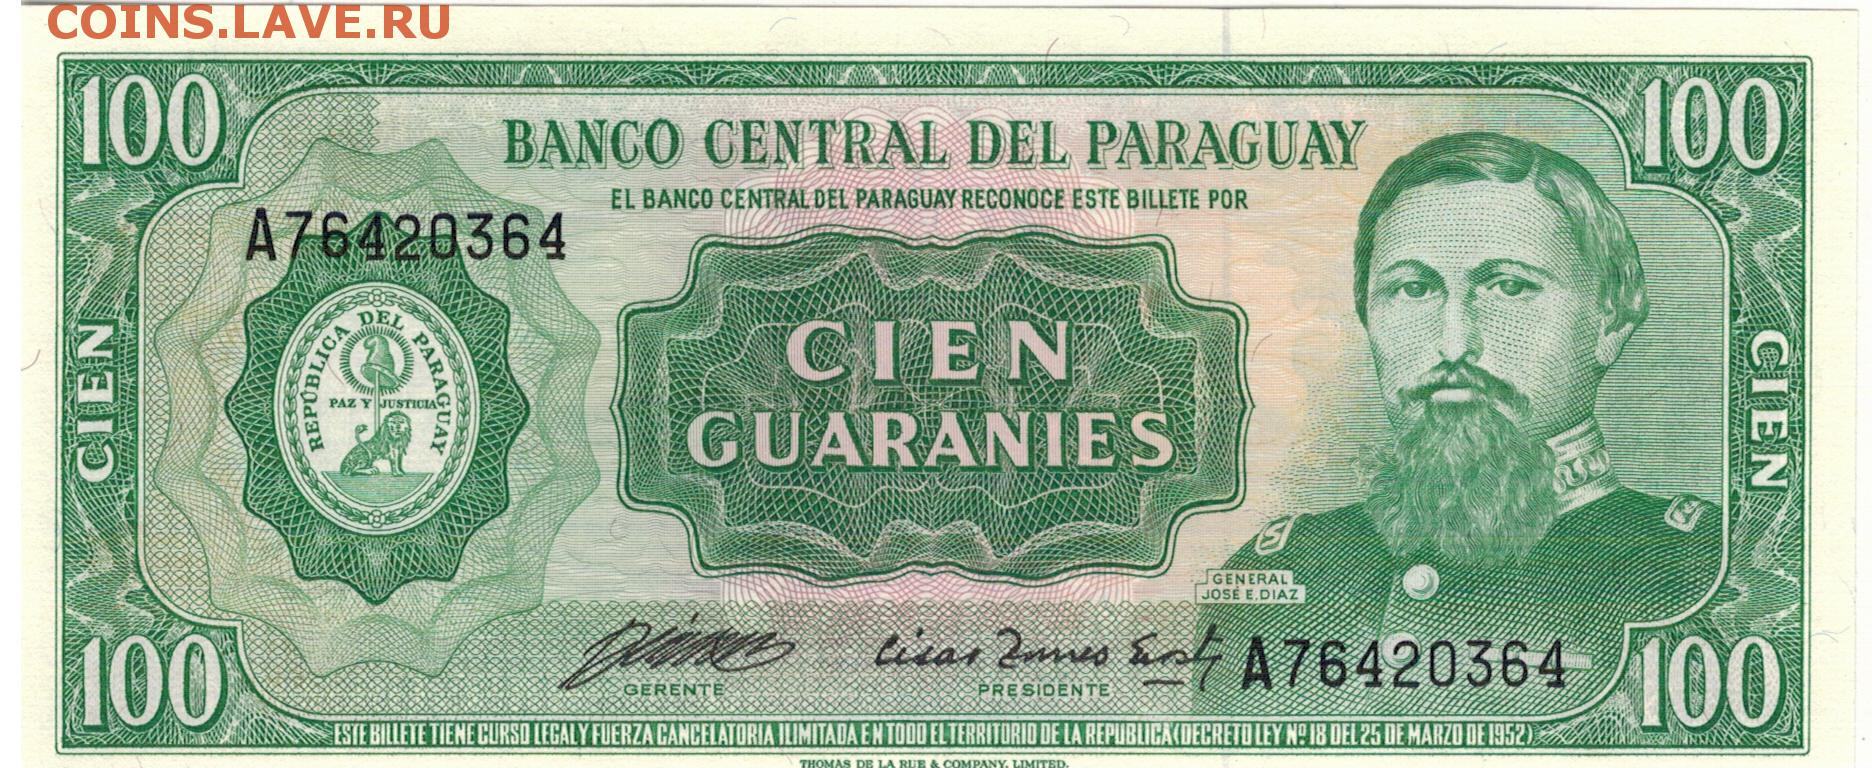 COINS.LAVE.RU
100
100
BANCO CENTRAL DEL PARAGUAY
EL BANCO CENTRAL DEL PARAGUAY RECONOCE ESTE BILLETE POR
A76420364
REPÚBLICA DEL PARAGUAY
PAZ Y JUSTICIA
CIEN
CIEN
GUARANIES
CIEN
GENERAL
JOSÉ E. DIAZ
A76420364
GERENTE
PRESIDENTE
100
100
ESTE BILLETE TIENE CURSO LEGAL Y FUERZA CANCELATORIA ILIMITADA EN TODO EL TERRITORIO DE LA REPUBLICA (DECRETO LEY Nº 18 DEL 25 DE MARZO DE 1952)
THOMAS DE LA RUE & COMPANY, LIMITED.